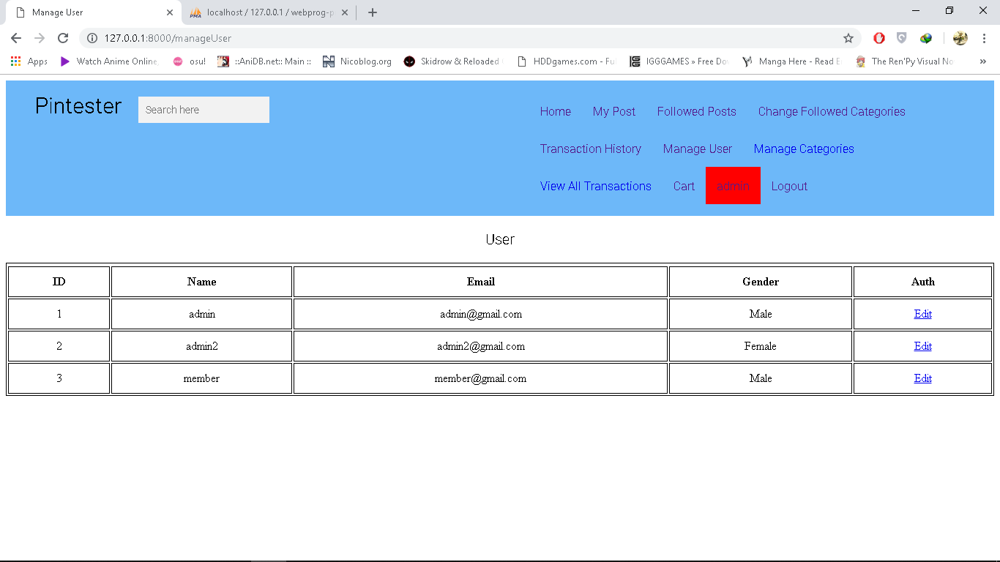 Manage User
localhost / 127.0.0.1 / webprog-p
127.0.0.1:8000/manageUser
Apps Watch Anime Online, osu! ::AniDB.net:: Main :: Nicoblog.org Skidrow & Reloaded HDDgames.com - Fu IGGGAMES » Free Do Manga Here - Read The Ren'Py Visual No »
Pintester Search here
Home My Post Followed Posts Change Followed Categories
Transaction History Manage User Manage Categories
View All Transactions Cart admin Logout
User
ID Name Email Gender Auth
1 admin admin@gmail.com Male Edit
2 admin2 admin2@gmail.com Female Edit
3 member member@gmail.com Male Edit